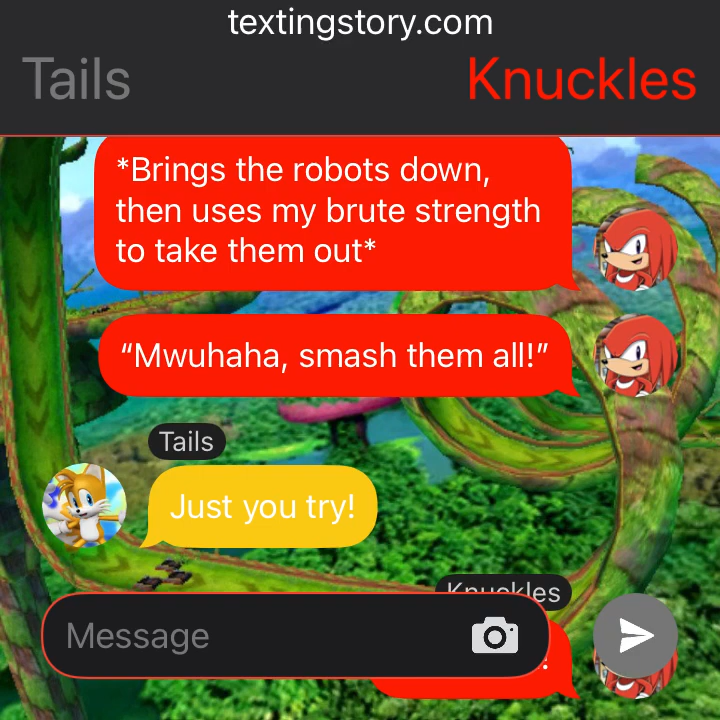 textingstory.com
Tails
Knuckles
*Brings the robots down,
then uses my brute strength
to take them out*
“Mwuhaha, smash them all!”
Tails
Just you try!
Knuckles
Message